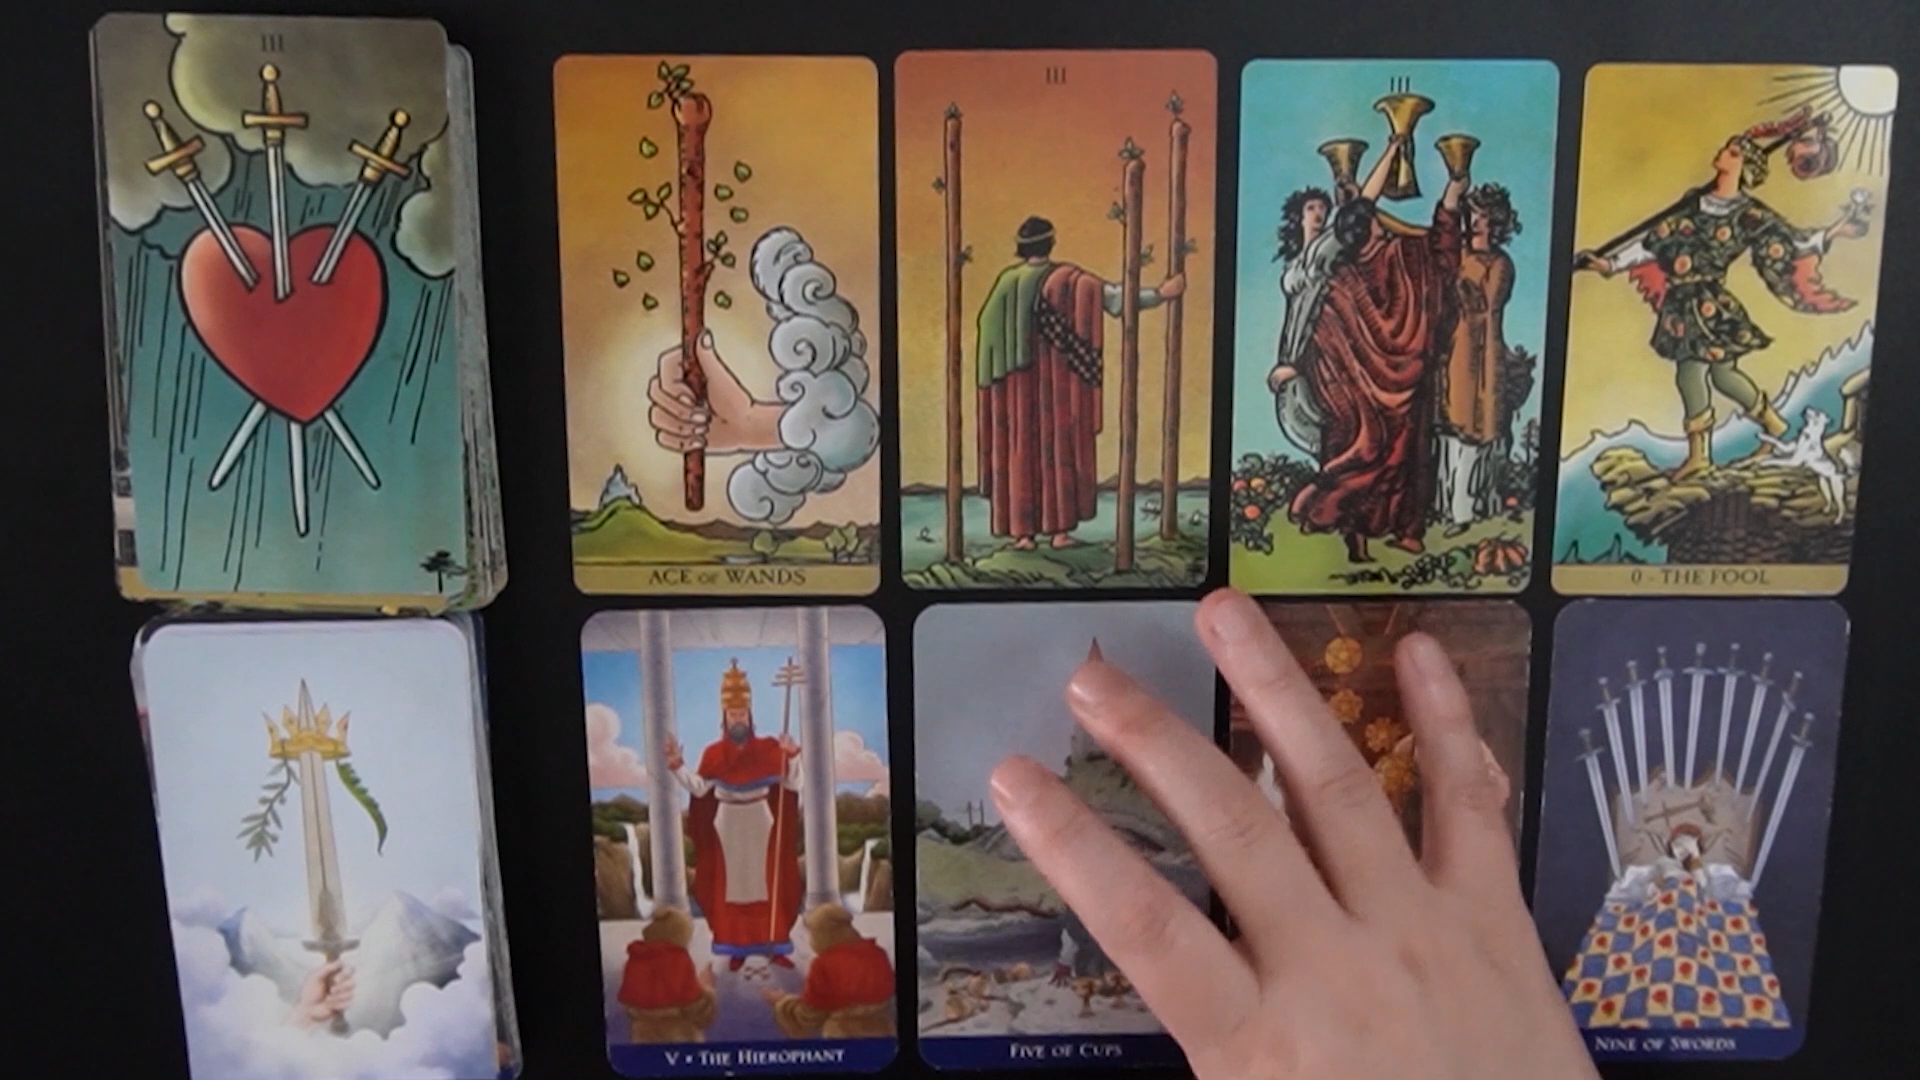 III
III
III
ACE OF WANDS
0 - THE FOOL
V • THE HIEROPHANT
FIVE OF CUPS
NINE OF SWORDS